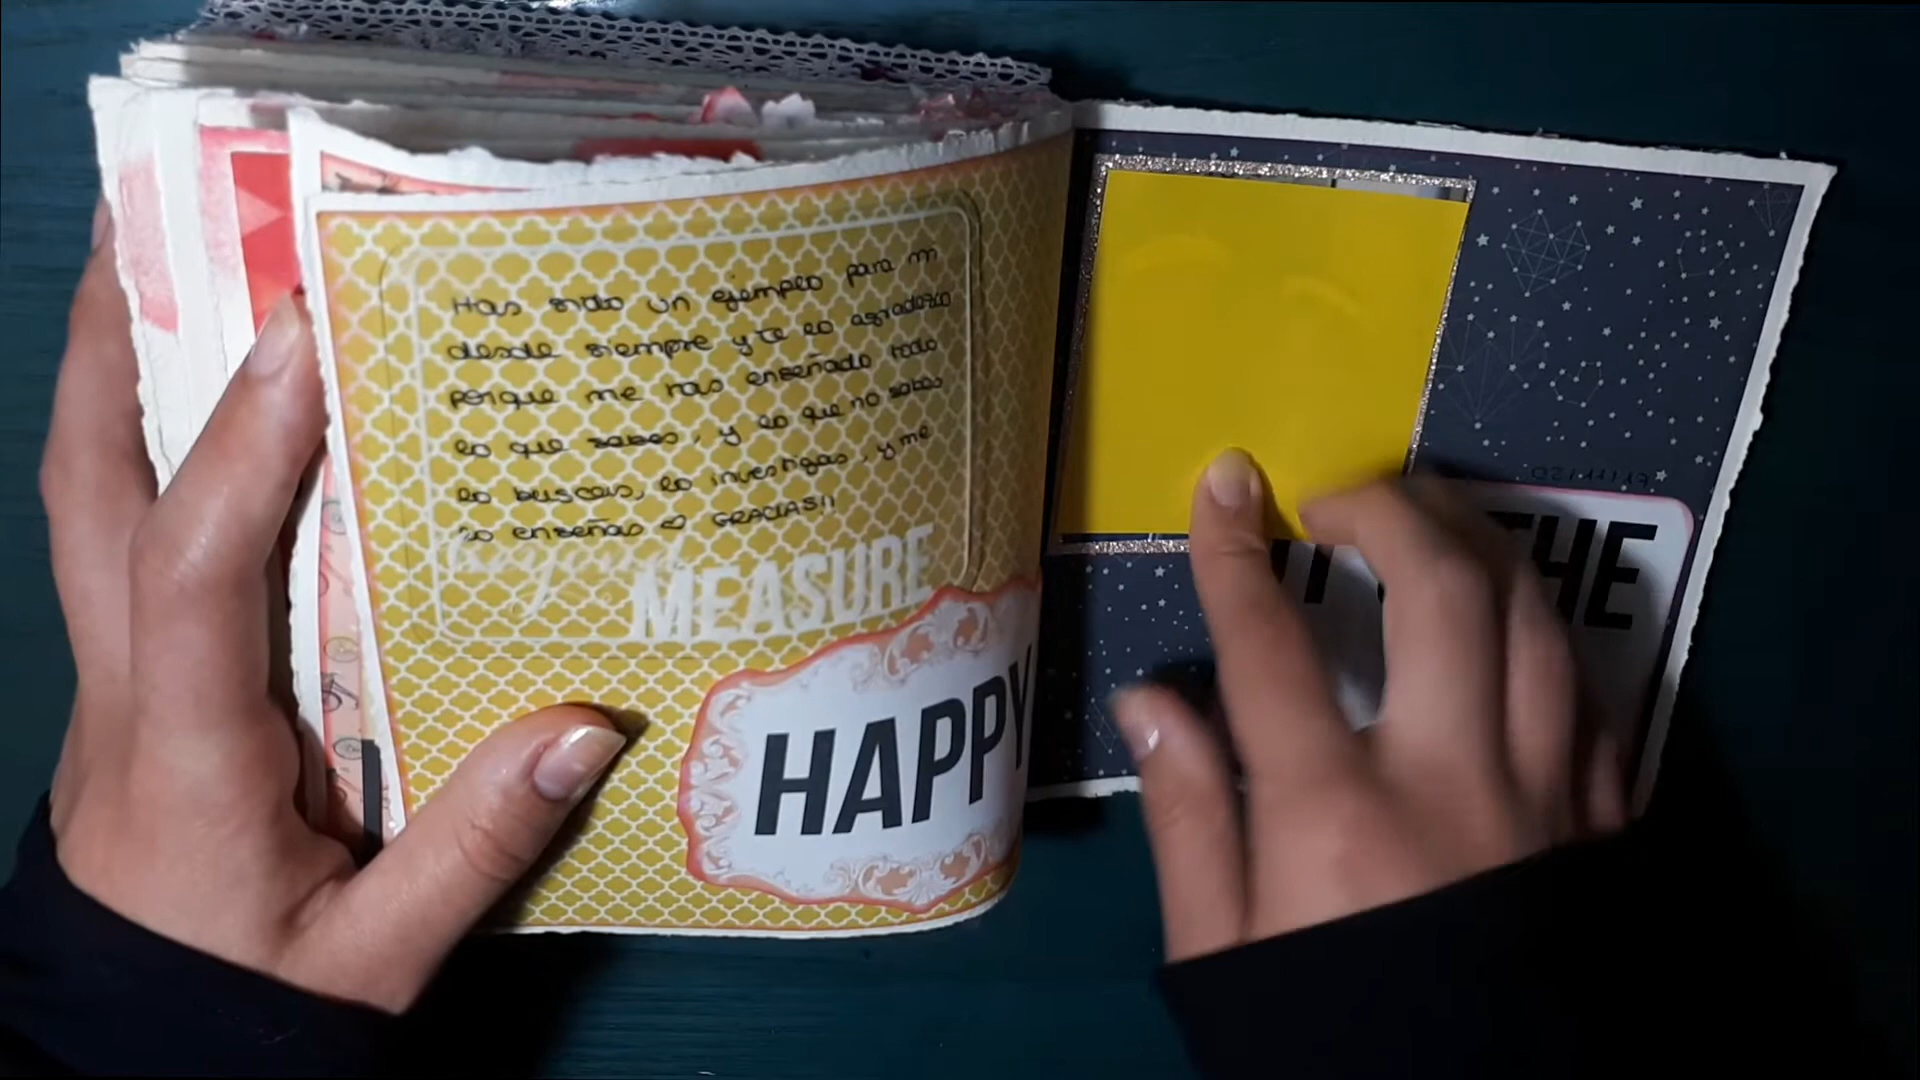 Has sido un ejemplo para mi
desde siempre y te lo agradezco
porque me has enseñado todo
lo que sabes, y lo que no sabes
lo buscas, lo investigas, y me
lo enseñas ♡ GRACIAS!!
beyond
MEASURE
HAPPY
THE